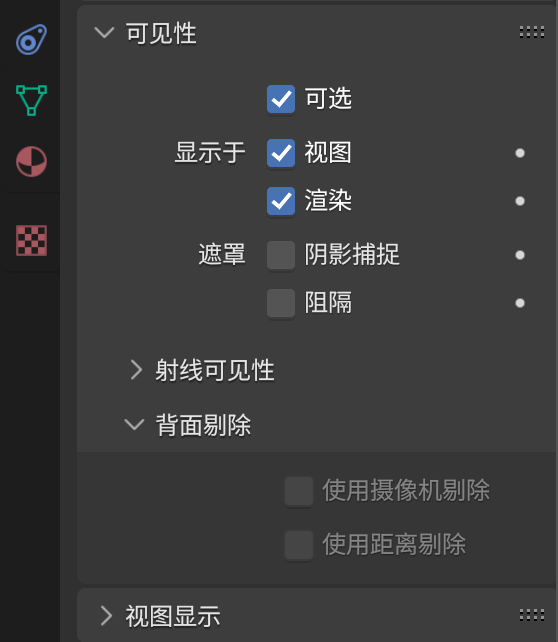 可见性
可选
显示于 视图
渲染
遮罩 阴影捕捉
阻隔
射线可见性
背面剔除
使用摄像机剔除
使用距离剔除
视图显示